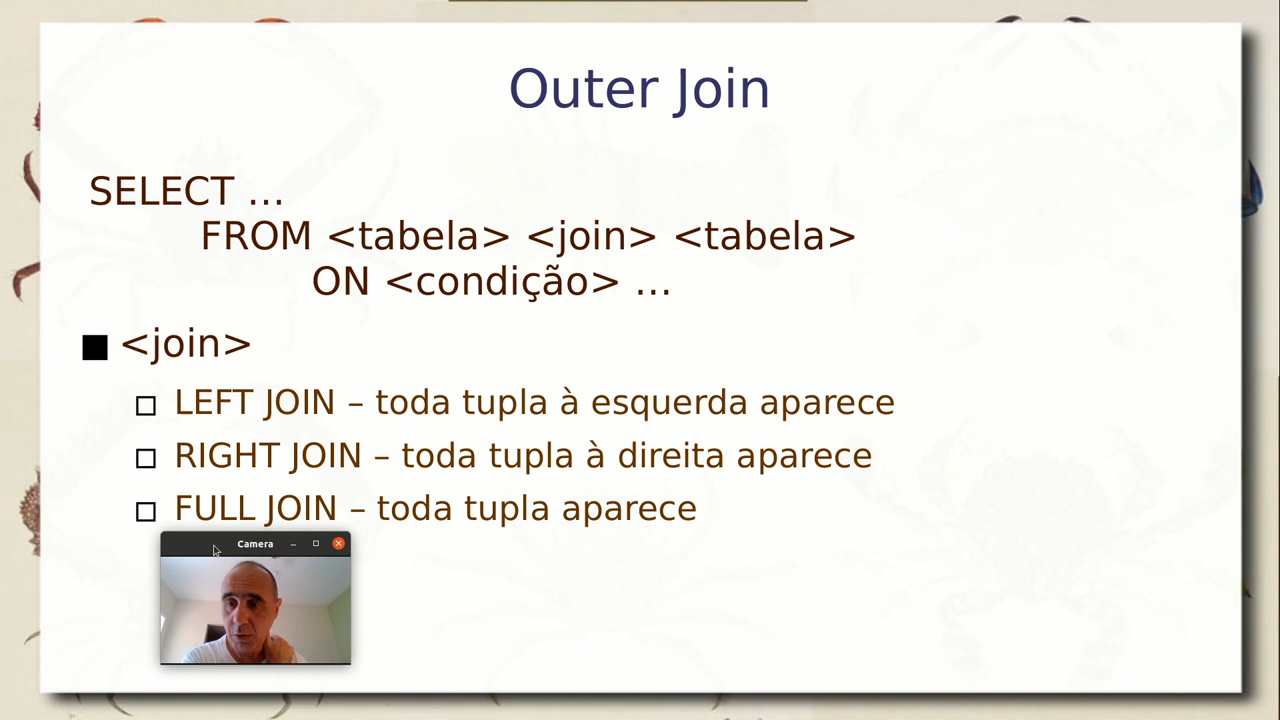 Outer Join
SELECT ...
FROM <tabela> <join> <tabela>
ON <condição> ...
<join>
LEFT JOIN – toda tupla à esquerda aparece
RIGHT JOIN – toda tupla à direita aparece
FULL JOIN – toda tupla aparece
Camera